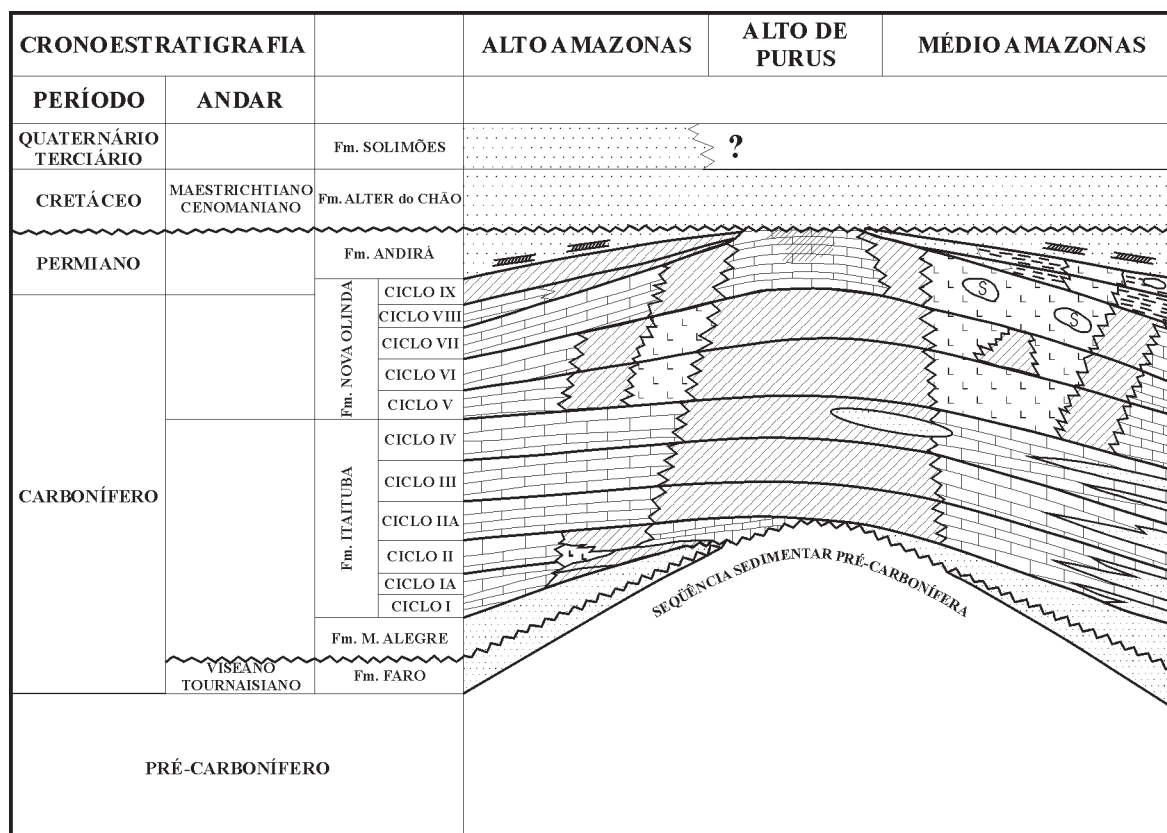 CRONOESTRATIGRAFIA
ALTO AMAZONAS
ALTO DE
PURUS
MÉDIO AMAZONAS
PERÍODO
ANDAR
QUATERNÁRIO
TERCIÁRIO
Fm. SOLIMÕES
?
CRETÁCEO
MAESTRICHTIANO
CENOMANIANO
Fm. ALTER do CHÃO
PERMIANO
Fm. ANDIRÁ
CARBONÍFERO
Fm. NOVA OLINDA
CICLO IX
CICLO VIII
CICLO VII
CICLO VI
CICLO V
Fm. ITAITUBA
CICLO IV
CICLO III
CICLO IIA
CICLO II
CICLO IA
CICLO I
Fm. M. ALEGRE
VISEANO
TOURNAISIANO
Fm. FARO
S
S
S
SEQÜÊNCIA SEDIMENTAR PRÉ-CARBONÍFERA
PRÉ-CARBONÍFERO